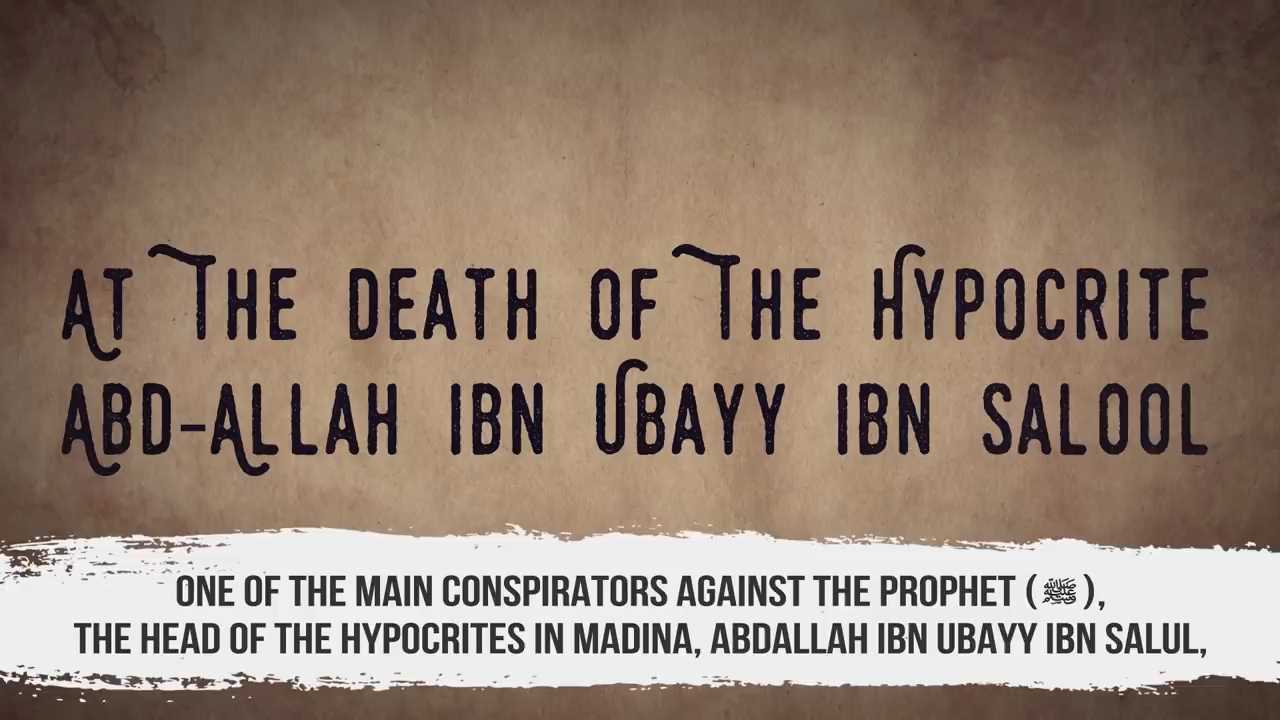 AT THE DEATH OF THE HYPOCRITE
ABD-ALLAH IBN UBAYY IBN SALOOL
ONE OF THE MAIN CONSPIRATORS AGAINST THE PROPHET (ﷺ),
THE HEAD OF THE HYPOCRITES IN MADINA, ABDALLAH IBN UBAYY IBN SALUL,